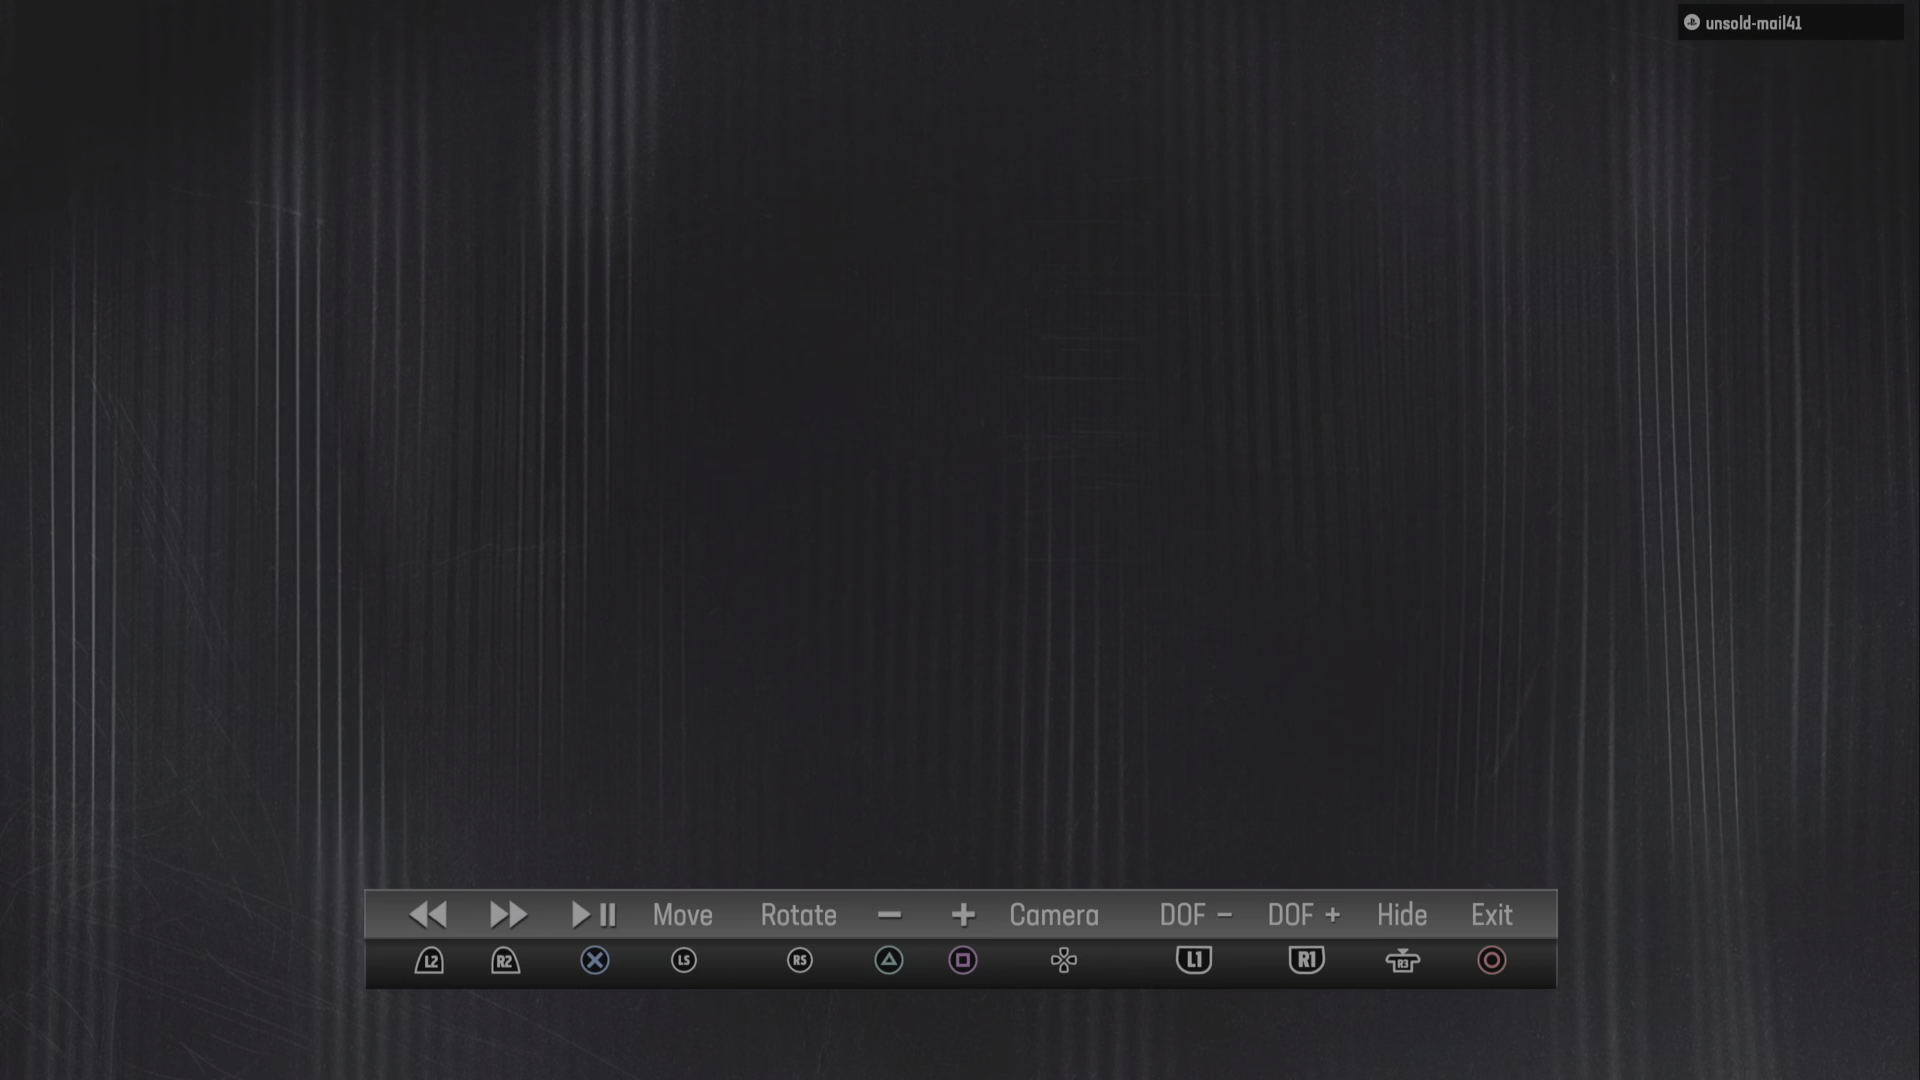 unsold-mail41
Move Rotate − + Camera DOF − DOF + Hide Exit
L2 R2 LS RS L1 R1 R3